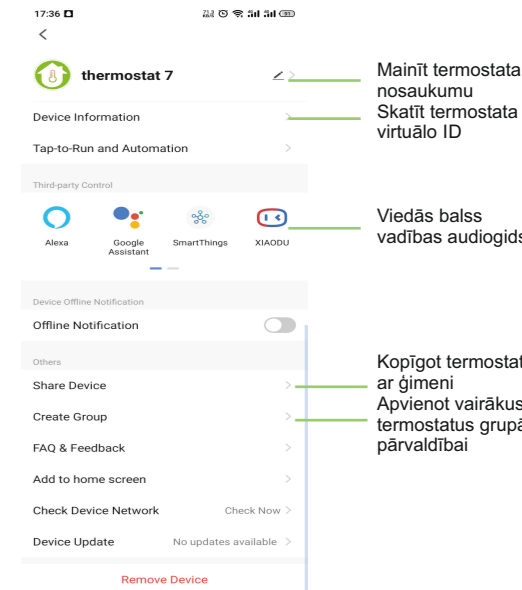 17:36
thermostat 7
Device Information
Tap-to-Run and Automation
Third-party Control
Alexa
Google
Assistant
SmartThings
XIAODU
Device Offline Notification
Offline Notification
Others
Share Device
Create Group
FAQ & Feedback
Add to home screen
Check Device Network Check Now
Device Update No updates available
Remove Device
Mainīt termostata
nosaukumu
Skatīt termostata
virtuālo ID
Viedās balss
vadības audiogids
Kopīgot termostat
ar ģimeni
Apvienot vairākus
termostatus grupā
pārvaldībai